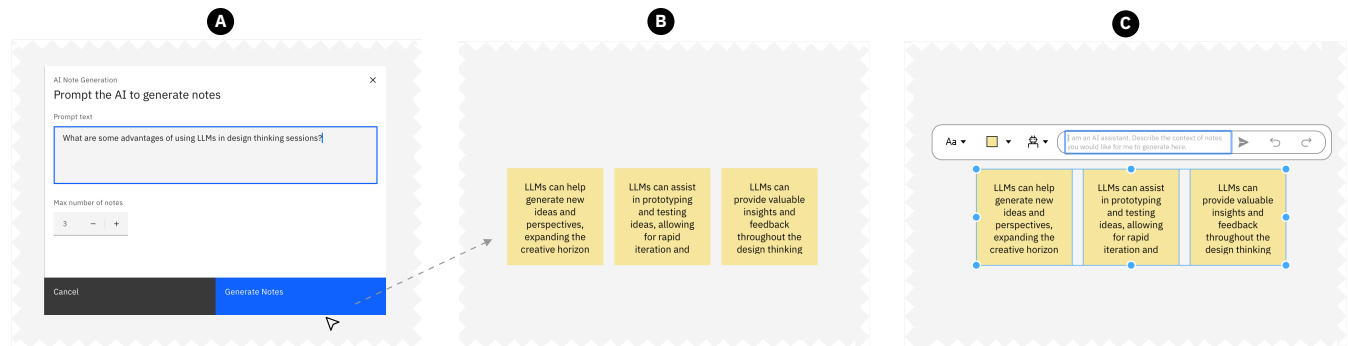 A
AI Note Generation
Prompt the AI to generate notes
Prompt text
What are some advantages of using LLMs in design thinking sessions?
Max number of notes
3
Cancel
Generate Notes
B
LLMs can help
generate new
ideas and
perspectives,
expanding the
creative horizon
LLMs can assist
in prototyping
and testing
ideas, allowing
for rapid
iteration and
LLMs can
provide valuable
insights and
feedback
throughout the
design thinking
C
Aa
I am an AI assistant. Describe the context of notes
you would like for me to generate here.
LLMs can help
generate new
ideas and
perspectives,
expanding the
creative horizon
LLMs can assist
in prototyping
and testing
ideas, allowing
for rapid
iteration and
LLMs can
provide valuable
insights and
feedback
throughout the
design thinking